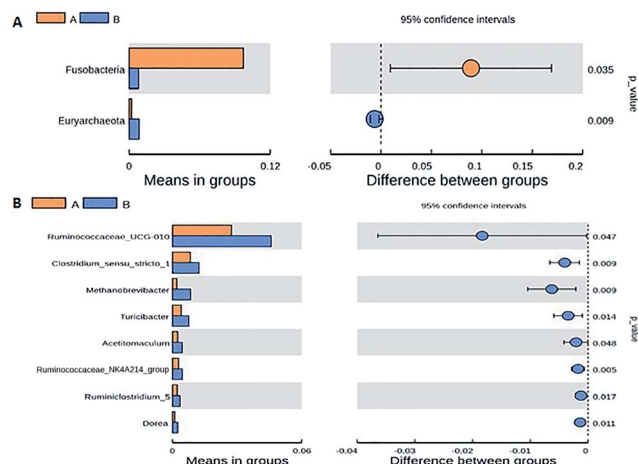 A
A B
95% confidence intervals
Fusobacteria
0.035
Euryarchaeota
0.009
p_value
0 0.12
-0.05 0 0.05 0.1 0.15 0.2
Means in groups
Difference between groups
B
A B
95% confidence intervals
Ruminococcaceae_UCG-010
0.047
Clostridium_sensu_stricto_1
0.009
Methanobrevibacter
0.009
Turicibacter
0.014
Acetitomaculum
0.048
Ruminococcaceae_NK4A214_group
0.005
Ruminiclostridium_5
0.017
Dorea
0.011
p_value
0 0.06
-0.04 -0.03 -0.02 -0.01 0
Means in groups
Difference between groups